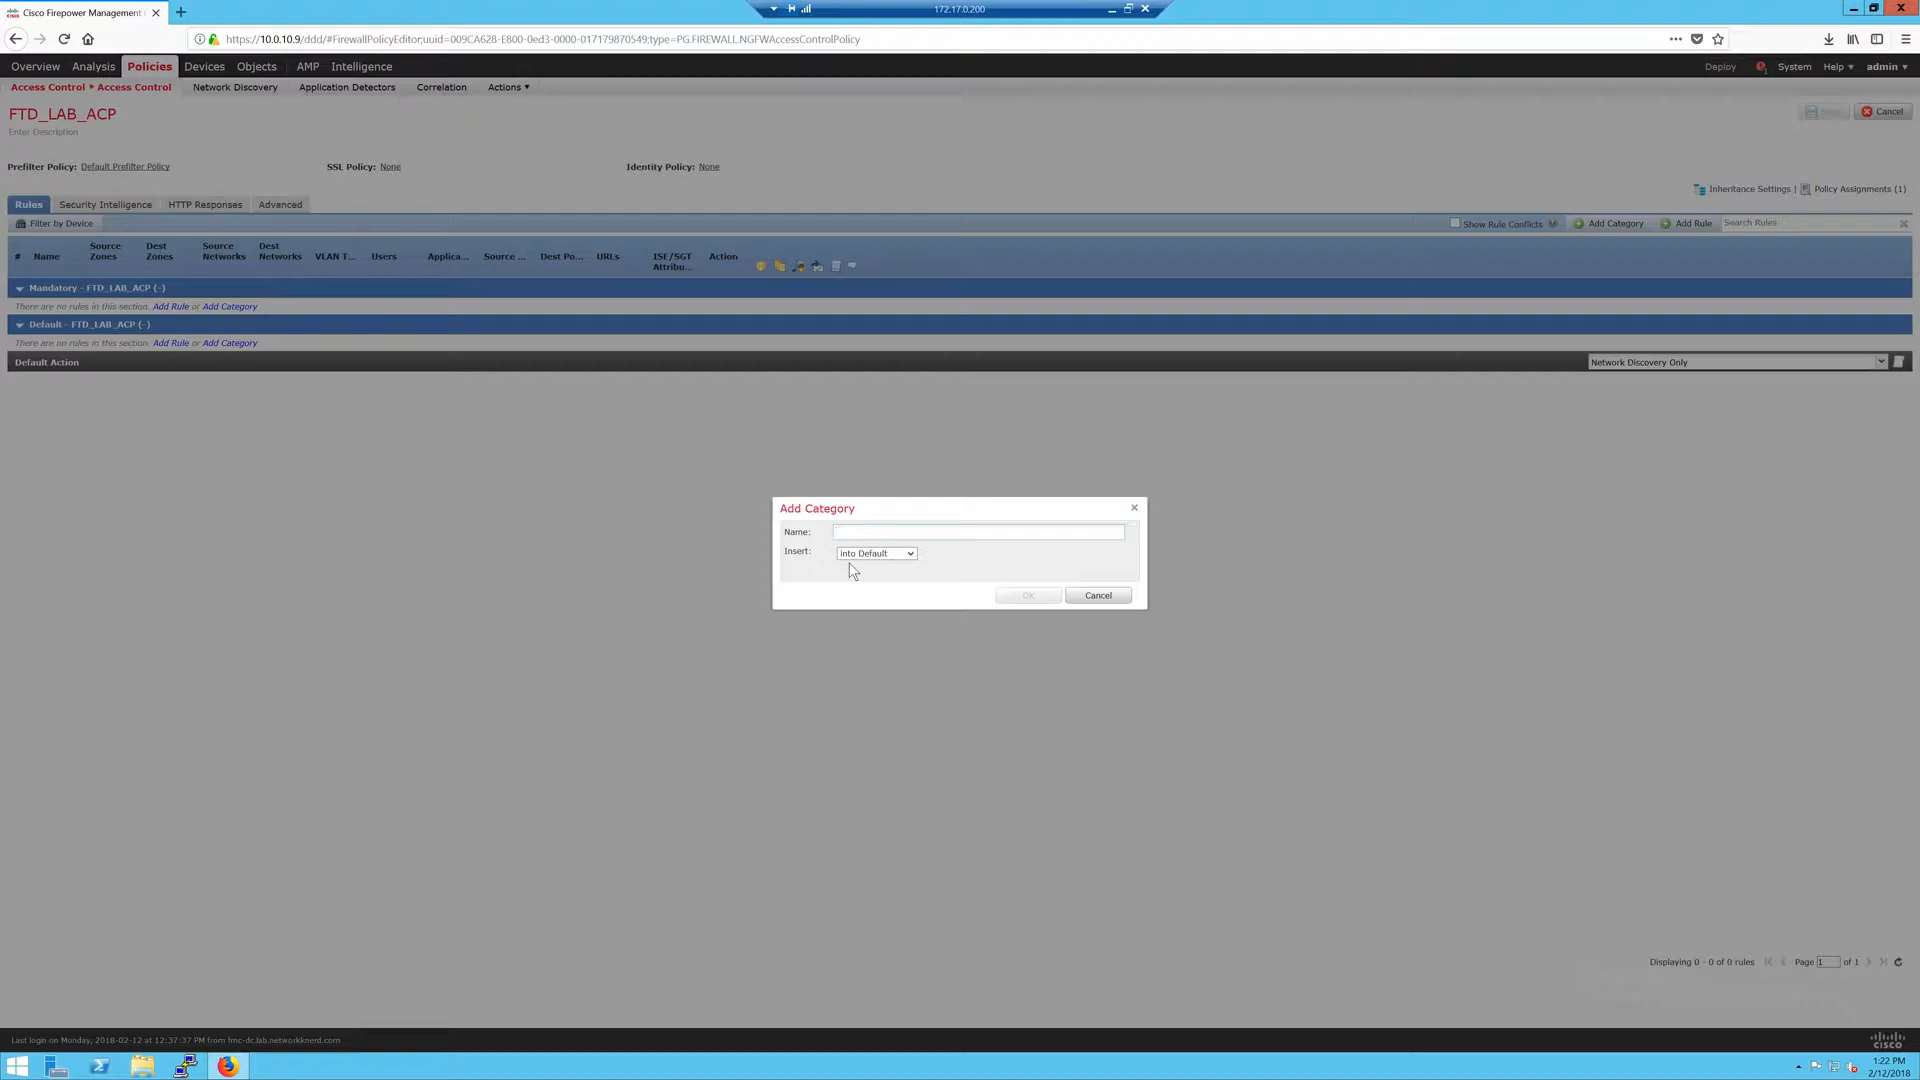 Cisco Firepower Management
172.17.0.200
https://10.0.10.9/ddd/#FirewallPolicyEditor;uuid=009CA628-E800-0ed3-0000-017179870549;type=PG.FIREWALL.NGFWAccessControlPolicy
Overview Analysis Policies Devices Objects AMP Intelligence Deploy System Help admin
Access Control Access Control Network Discovery Application Detectors Correlation Actions
FTD_LAB_ACP
Cancel
Enter Description
Prefilter Policy: Default Prefilter Policy SSL Policy: None Identity Policy: None
Inheritance Settings | Policy Assignments (1)
Rules Security Intelligence HTTP Responses Advanced
Filter by Device Show Rule Conflicts Add Category Add Rule Search Rules
# Name Source Zones Dest Zones Source Networks Dest Networks VLAN T... Users Applica... Source ... Dest Po... URLs ISE/SGT Attribu... Action
Mandatory - FTD_LAB_ACP (-)
There are no rules in this section. Add Rule or Add Category
Default - FTD_LAB_ACP (-)
There are no rules in this section. Add Rule or Add Category
Default Action Network Discovery Only
Add Category
Name:
Insert: into Default
OK Cancel
Displaying 0 - 0 of 0 rules Page 1 of 1
Last login on Monday, 2018-02-12 at 12:37:37 PM from fmc-dc.lab.networkknerd.com
cisco
1:22 PM
2/12/2018